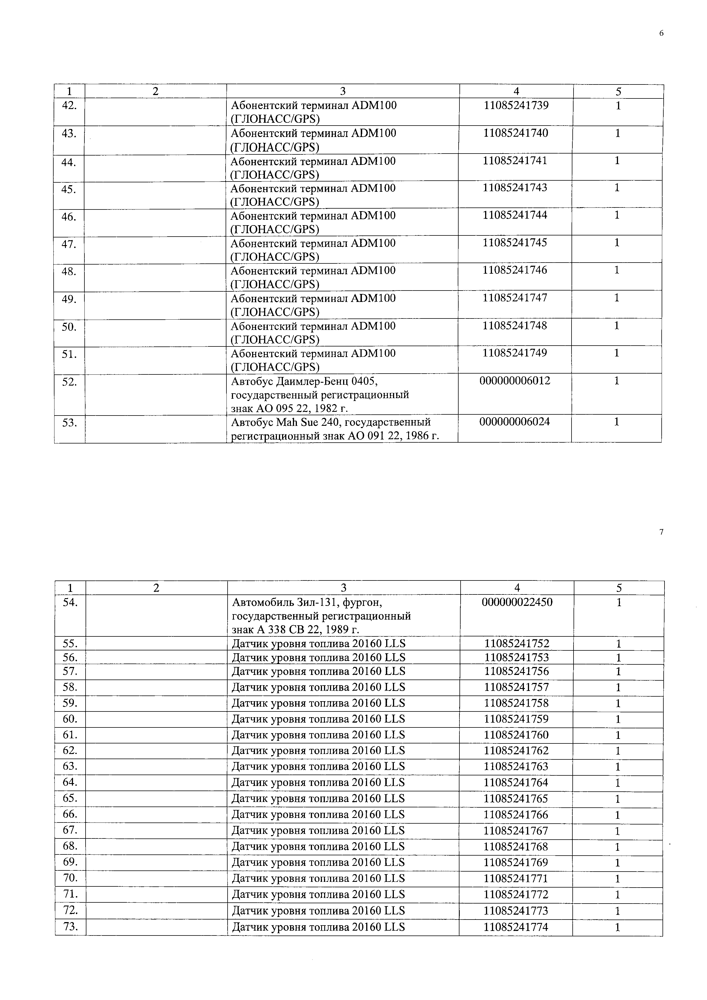 6
1 2 3 4 5
42. Абонентский терминал ADM100 11085241739 1
(ГЛОНАСС/GPS)
43. Абонентский терминал ADM100 11085241740 1
(ГЛОНАСС/GPS)
44. Абонентский терминал ADM100 11085241741 1
(ГЛОНАСС/GPS)
45. Абонентский терминал ADM100 11085241743 1
(ГЛОНАСС/GPS)
46. Абонентский терминал ADM100 11085241744 1
(ГЛОНАСС/GPS)
47. Абонентский терминал ADM100 11085241745 1
(ГЛОНАСС/GPS)
48. Абонентский терминал ADM100 11085241746 1
(ГЛОНАСС/GPS)
49. Абонентский терминал ADM100 11085241747 1
(ГЛОНАСС/GPS)
50. Абонентский терминал ADM100 11085241748 1
(ГЛОНАСС/GPS)
51. Абонентский терминал ADM100 11085241749 1
(ГЛОНАСС/GPS)
52. Автобус Даимлер-Бенц 0405, 000000006012 1
государственный регистрационный
знак АО 095 22, 1982 г.
53. Автобус Mah Sue 240, государственный 000000006024 1
регистрационный знак АО 091 22, 1986 г.
7
1 2 3 4 5
54. Автомобиль Зил-131, фургон, 000000022450 1
государственный регистрационный
знак А 338 СВ 22, 1989 г.
55. Датчик уровня топлива 20160 LLS 11085241752 1
56. Датчик уровня топлива 20160 LLS 11085241753 1
57. Датчик уровня топлива 20160 LLS 11085241756 1
58. Датчик уровня топлива 20160 LLS 11085241757 1
59. Датчик уровня топлива 20160 LLS 11085241758 1
60. Датчик уровня топлива 20160 LLS 11085241759 1
61. Датчик уровня топлива 20160 LLS 11085241760 1
62. Датчик уровня топлива 20160 LLS 11085241762 1
63. Датчик уровня топлива 20160 LLS 11085241763 1
64. Датчик уровня топлива 20160 LLS 11085241764 1
65. Датчик уровня топлива 20160 LLS 11085241765 1
66. Датчик уровня топлива 20160 LLS 11085241766 1
67. Датчик уровня топлива 20160 LLS 11085241767 1
68. Датчик уровня топлива 20160 LLS 11085241768 1
69. Датчик уровня топлива 20160 LLS 11085241769 1
70. Датчик уровня топлива 20160 LLS 11085241771 1
71. Датчик уровня топлива 20160 LLS 11085241772 1
72. Датчик уровня топлива 20160 LLS 11085241773 1
73. Датчик уровня топлива 20160 LLS 11085241774 1